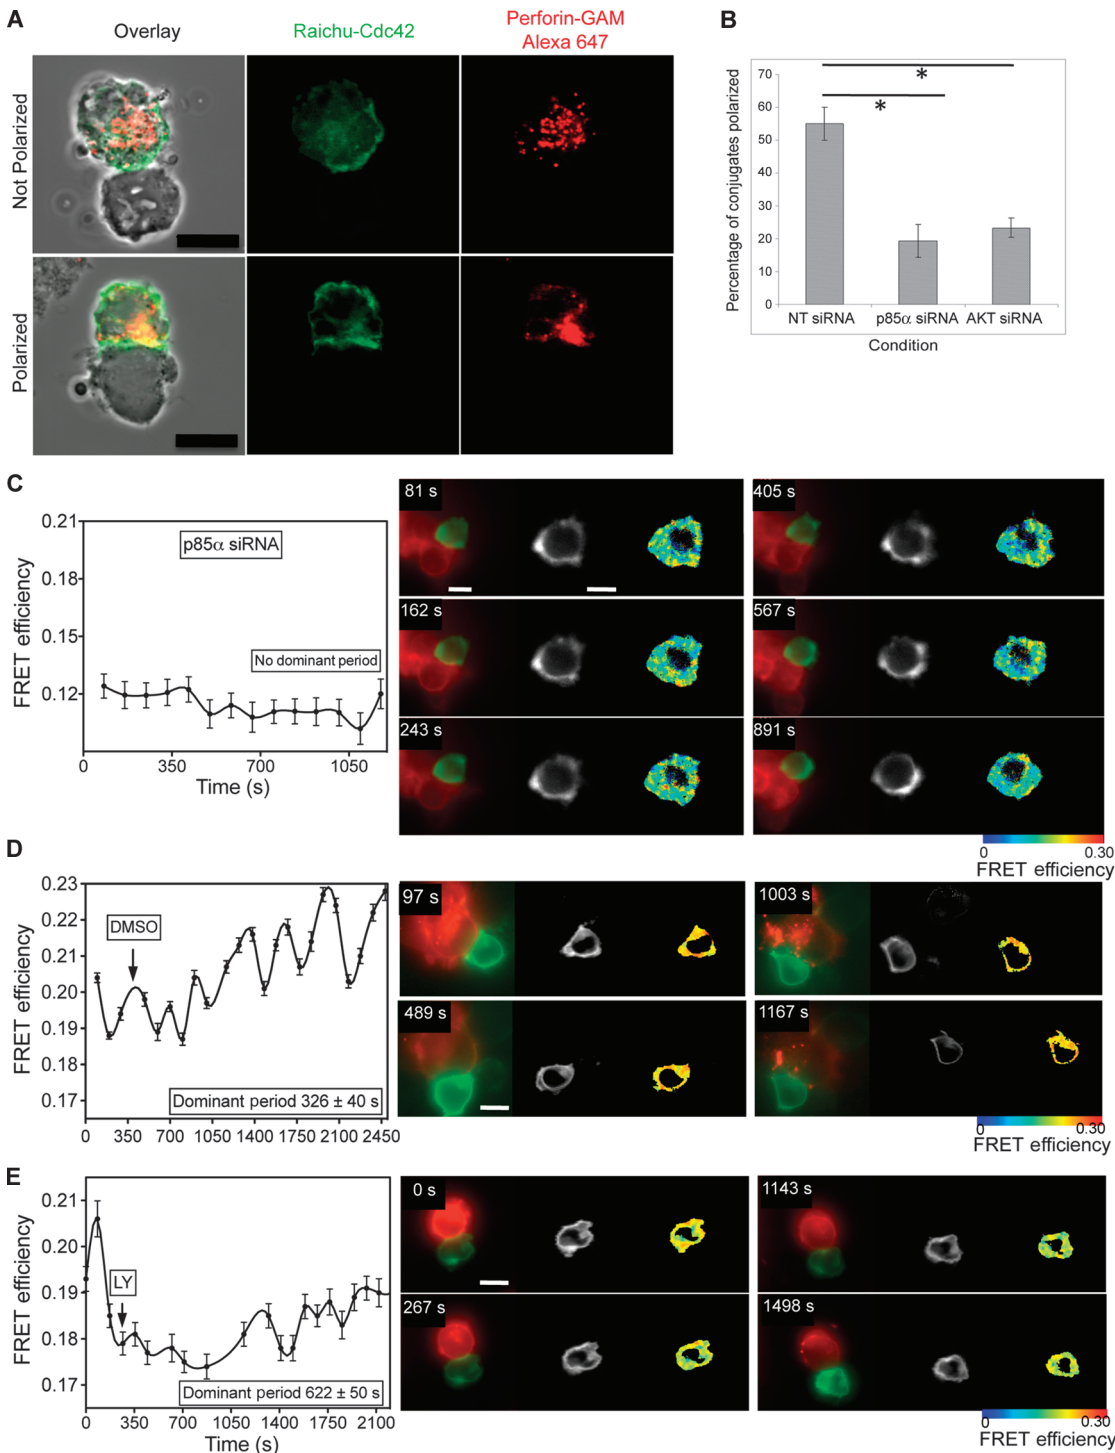 A
Overlay
Raichu-Cdc42
Perforin-GAM
Alexa 647
Not Polarized
Polarized
B
Percentage of conjugates polarized
70
60
50
40
30
20
10
0
*
*
NT siRNA
p85α siRNA
AKT siRNA
Condition
C
FRET efficiency
0.21
0.18
0.15
0.12
p85α siRNA
No dominant period
0
350
700
1050
Time (s)
81 s
162 s
243 s
405 s
567 s
891 s
0
0.30
FRET efficiency
D
FRET efficiency
0.23
0.22
0.21
0.20
0.19
0.18
0.17
DMSO
Dominant period 326 ± 40 s
0
350
700
1050
1400
1750
2100
2450
97 s
489 s
1003 s
1167 s
0
0.30
FRET efficiency
E
FRET efficiency
0.21
0.20
0.19
0.18
0.17
LY
Dominant period 622 ± 50 s
0
350
700
1050
1400
1750
2100
Time (s)
0 s
267 s
1143 s
1498 s
0
0.30
FRET efficiency